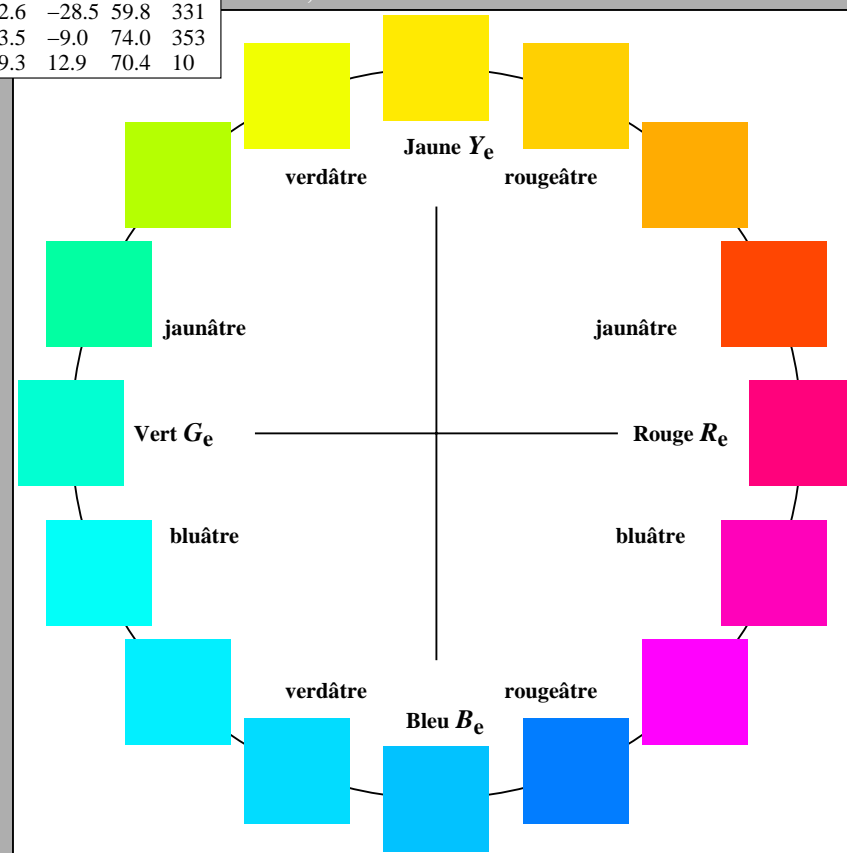 2.6 –28.5 59.8 331
3.5 –9.0 74.0 353
9.3 12.9 70.4 10
Jaune Ye
verdâtre rougeâtre
jaunâtre jaunâtre
Vert Ge Rouge Re
bluâtre bluâtre
verdâtre rougeâtre
Bleu Be